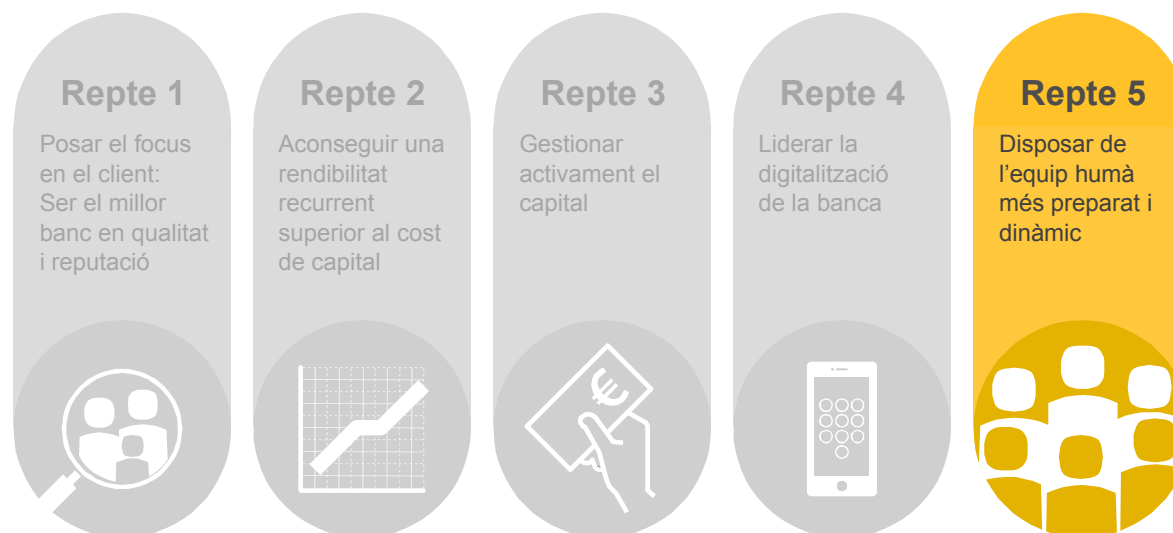 Repte 1
Posar el focus
en el client:
Ser el millor
banc en qualitat
i reputació
Repte 2
Aconseguir una
rendibilitat
recurrent
superior al cost
de capital
Repte 3
Gestionar
activament el
capital
Repte 4
Liderar la
digitalització
de la banca
Repte 5
Disposar de
l’equip humà
més preparat i
dinàmic
€